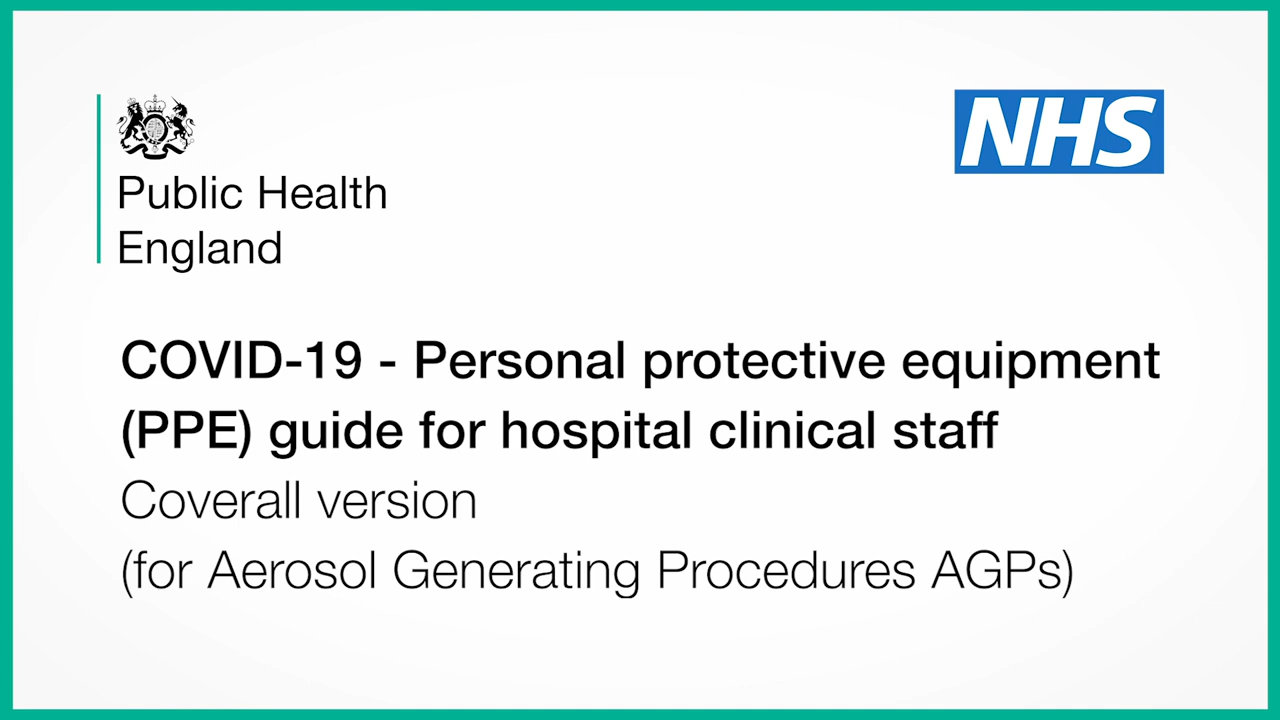 NHS
Public Health
England
COVID-19 - Personal protective equipment
(PPE) guide for hospital clinical staff
Coverall version
(for Aerosol Generating Procedures AGPs)